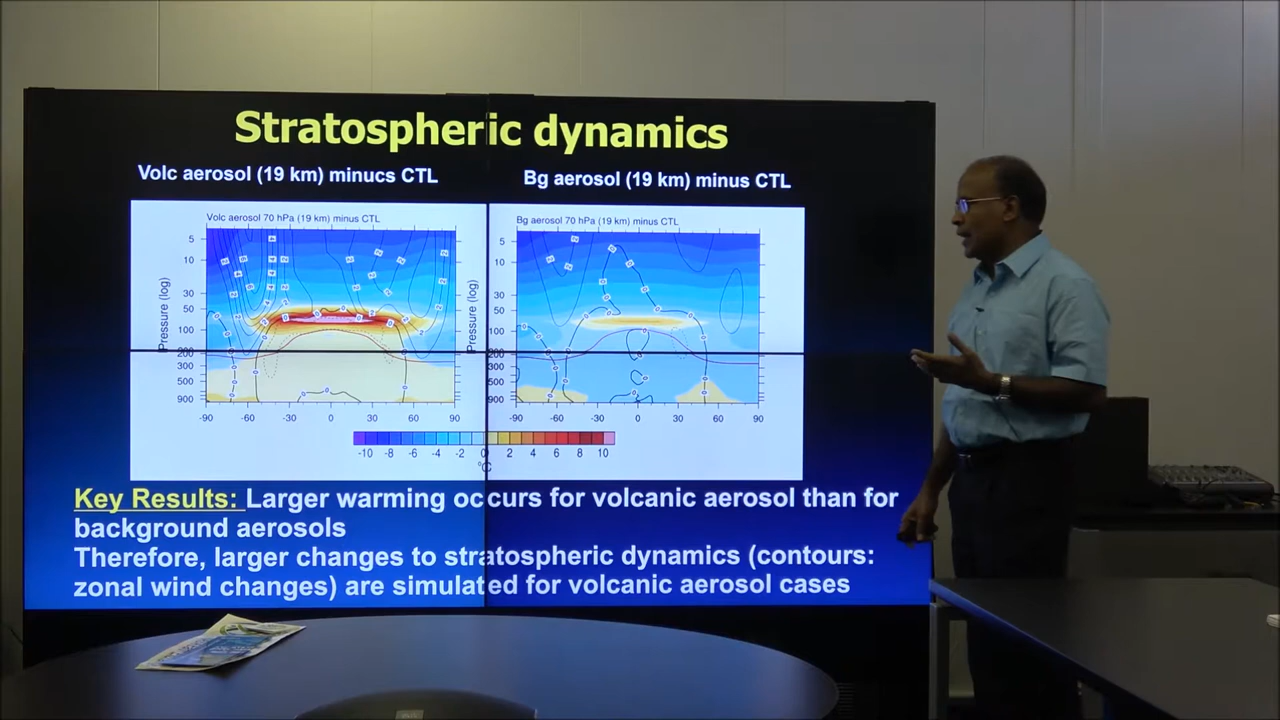 Stratospheric dynamics
Volc aerosol (19 km) minucs CTL
Bg aerosol (19 km) minus CTL
Volc aerosol 70 hPa (19 km) minus CTL
Bg aerosol 70 hPa (19 km) minus CTL
Pressure (log)
5
10
30
50
100
200
300
500
900
-90 -60 -30 0 30 60 90
Pressure (log)
5
10
30
50
100
200
300
500
900
-90 -60 -30 0 30 60 90
-10 -8 -6 -4 -2 0 2 4 6 8 10
°C
Key Results: Larger warming occurs for volcanic aerosol than for
background aerosols
Therefore, larger changes to stratospheric dynamics (contours:
zonal wind changes) are simulated for volcanic aerosol cases